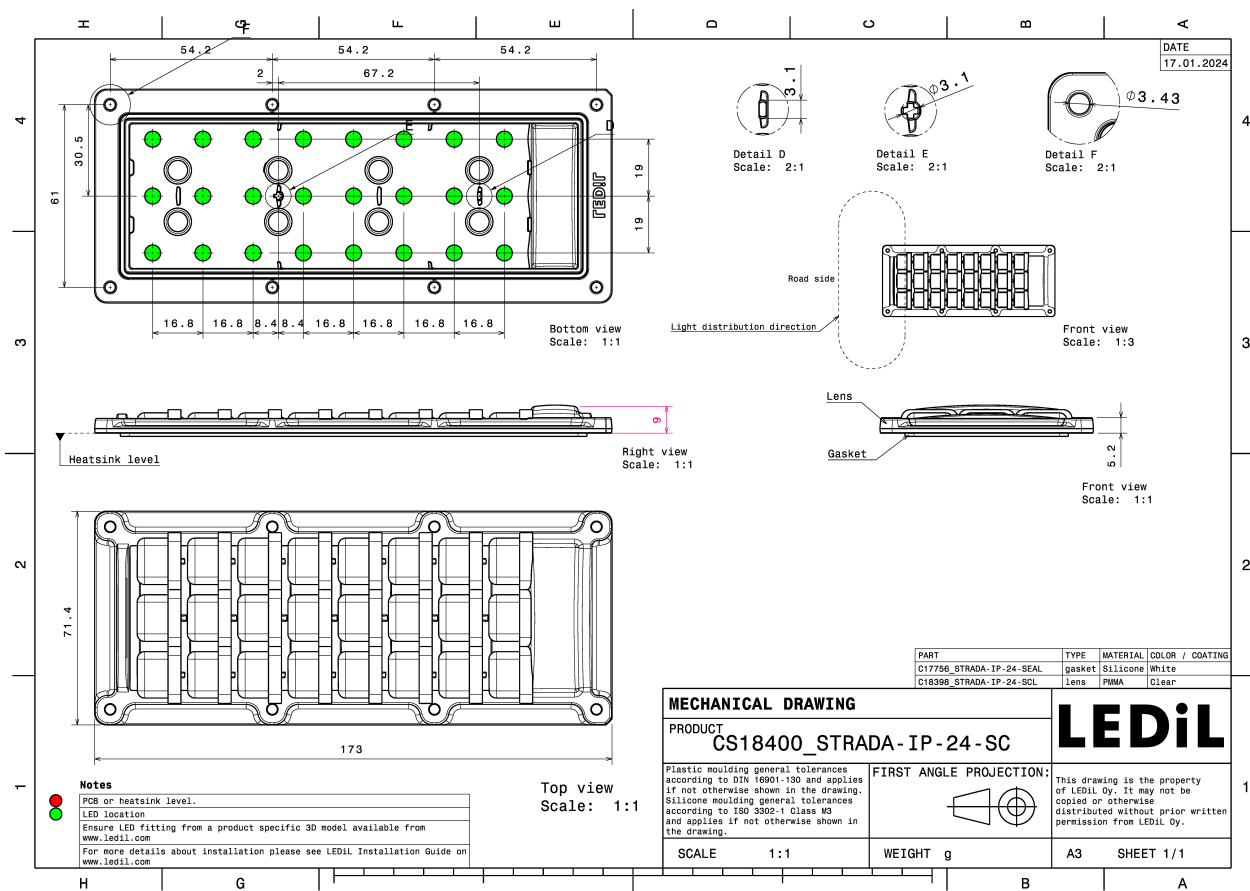 H G F E D C B A
F
DATE
17.01.2024
54.2 54.2 54.2
2 67.2
E D
30.5
61
19
19
LEDiL
16.8 16.8 8.4 8.4 16.8 16.8 16.8 16.8
Bottom view
Scale: 1:1
3.1
Detail D
Scale: 2:1
Ø3.1
Detail E
Scale: 2:1
Ø3.43
Detail F
Scale: 2:1
4 4
Road side
Light distribution direction
Front view
Scale: 1:3
3 3
Heatsink level
9
Right view
Scale: 1:1
Lens
Gasket
5.2
Front view
Scale: 1:1
2 2
71.4
173
Top view
Scale: 1:1
1 1
Notes
PCB or heatsink level.
LED location
Ensure LED fitting from a product specific 3D model available from
www.ledil.com
For more details about installation please see LEDiL Installation Guide on
www.ledil.com
PART TYPE MATERIAL COLOR / COATING
C17756_STRADA-IP-24-SEAL gasket Silicone White
C18398_STRADA-IP-24-SCL lens PMMA Clear
MECHANICAL DRAWING
PRODUCT
CS18400_STRADA-IP-24-SC
LEDiL
Plastic moulding general tolerances
according to DIN 16901-130 and applies
if not otherwise shown in the drawing.
Silicone moulding general tolerances
according to ISO 3302-1 Class M3
and applies if not otherwise shown in
the drawing.
FIRST ANGLE PROJECTION:
This drawing is the property
of LEDiL Oy. It may not be
copied or otherwise
distributed without prior written
permission from LEDiL Oy.
SCALE 1:1 WEIGHT g A3 SHEET 1/1
H G B A